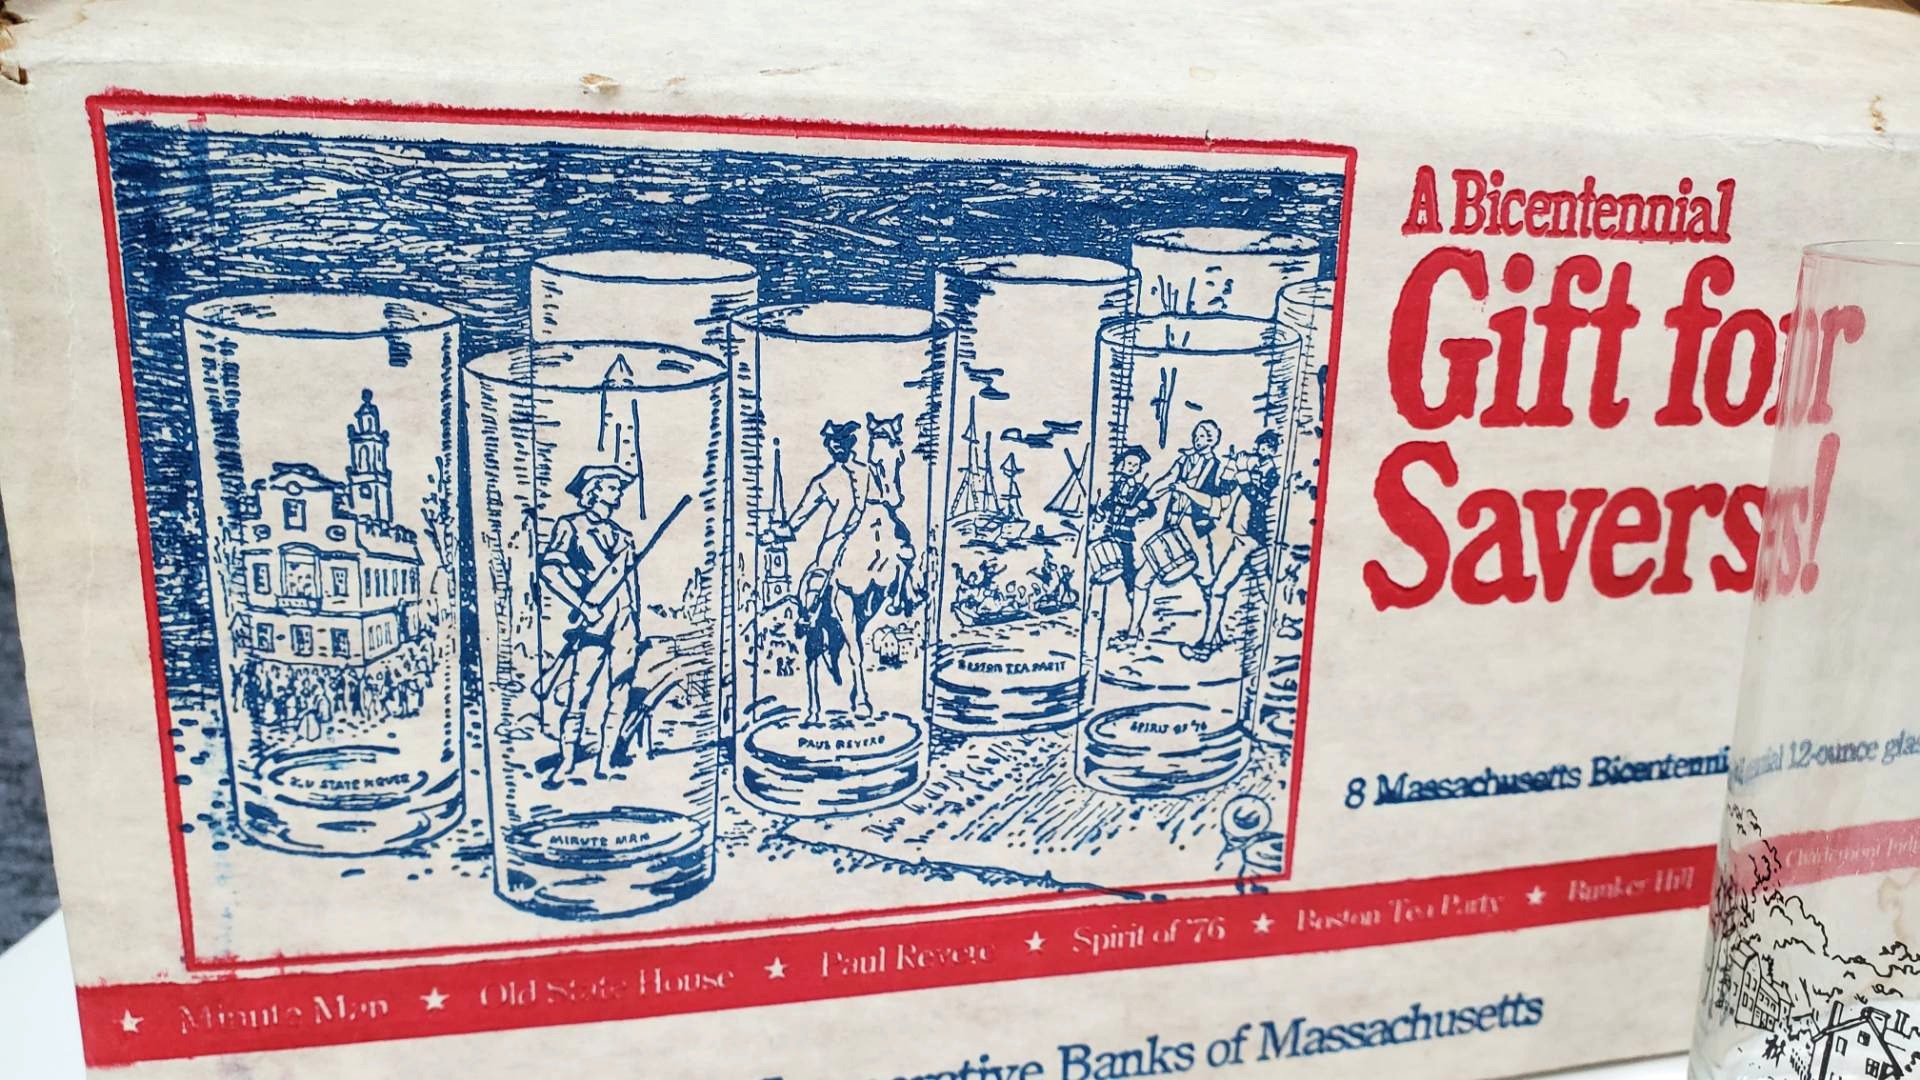 A Bicentennial
Gift for
Savers!
8 Massachusetts Bicentennial 12-ounce
★ Minute Man ★ Old State House ★ Paul Revere ★ Spirit of '76 ★ Boston Tea Party ★ Bunker Hill
Banks of Massachusetts
STATE HOUSE
MINUTE MAN
PAUL REVERE
BOSTON TEA PARTY
SPIRIT OF '76